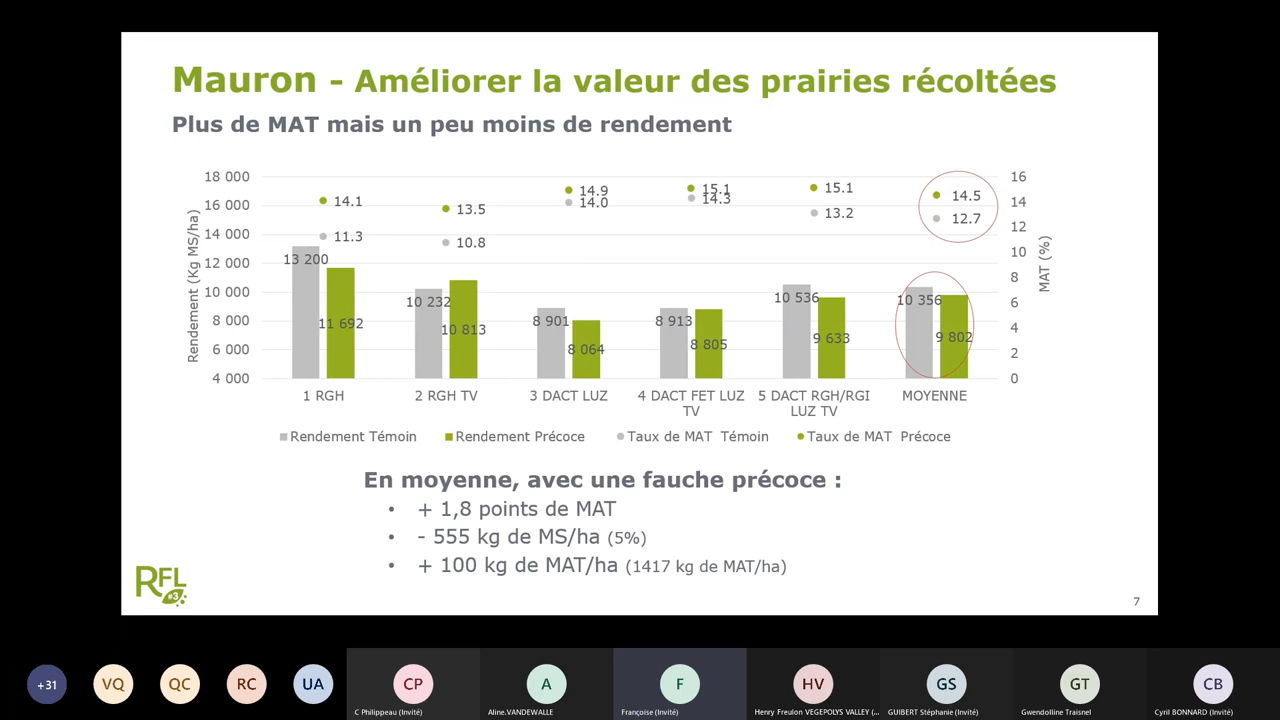 Mauron - Améliorer la valeur des prairies récoltées
Plus de MAT mais un peu moins de rendement
18 000
16 000
14 000
12 000
10 000
8 000
6 000
4 000
Rendement (Kg MS/ha)
16
14
12
10
8
6
4
2
0
MAT (%)
14.1
11.3
13 200
11 692
13.5
10.8
10 232
10 813
14.9
14.0
8 901
8 064
15.1
14.3
8 913
8 805
15.1
13.2
10 536
9 633
14.5
12.7
10 356
9 802
1 RGH
2 RGH TV
3 DACT LUZ
4 DACT FET LUZ
TV
5 DACT RGH/RGI
LUZ TV
MOYENNE
Rendement Témoin
Rendement Précoce
Taux de MAT Témoin
Taux de MAT Précoce
En moyenne, avec une fauche précoce :
• + 1,8 points de MAT
• - 555 kg de MS/ha (5%)
• + 100 kg de MAT/ha (1417 kg de MAT/ha)
RFL
#3
7
+31
VQ
QC
RC
UA
CP
A
F
HV
GS
GT
CB
C Philippeau (Invité)
Aline.VANDEWALLE
Françoise (Invité)
Henry Freulon VEGEPOLYS VALLEY (...
GUIBERT Stéphanie (Invité)
Gwendolline Traisnel
Cyril BONNARD (Invité)